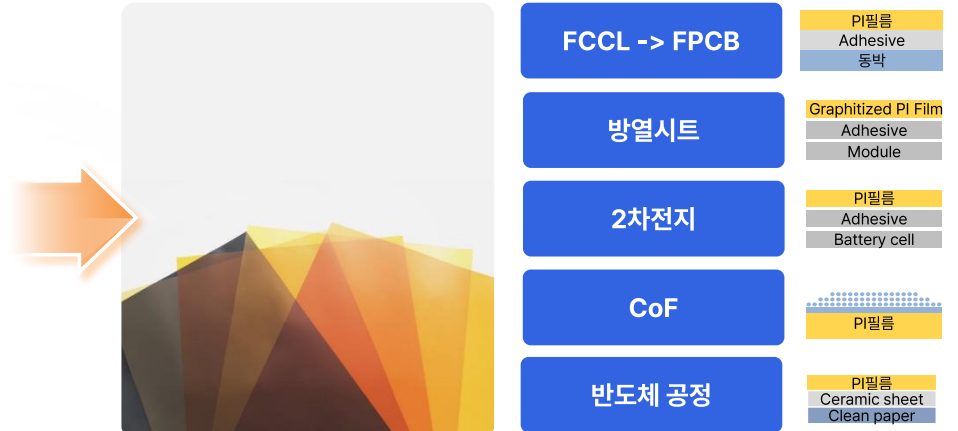 FCCL -> FPCB
PI필름
Adhesive
동박
방열시트
Graphitized PI Film
Adhesive
Module
2차전지
PI필름
Adhesive
Battery cell
CoF
PI필름
반도체 공정
PI필름
Ceramic sheet
Clean paper